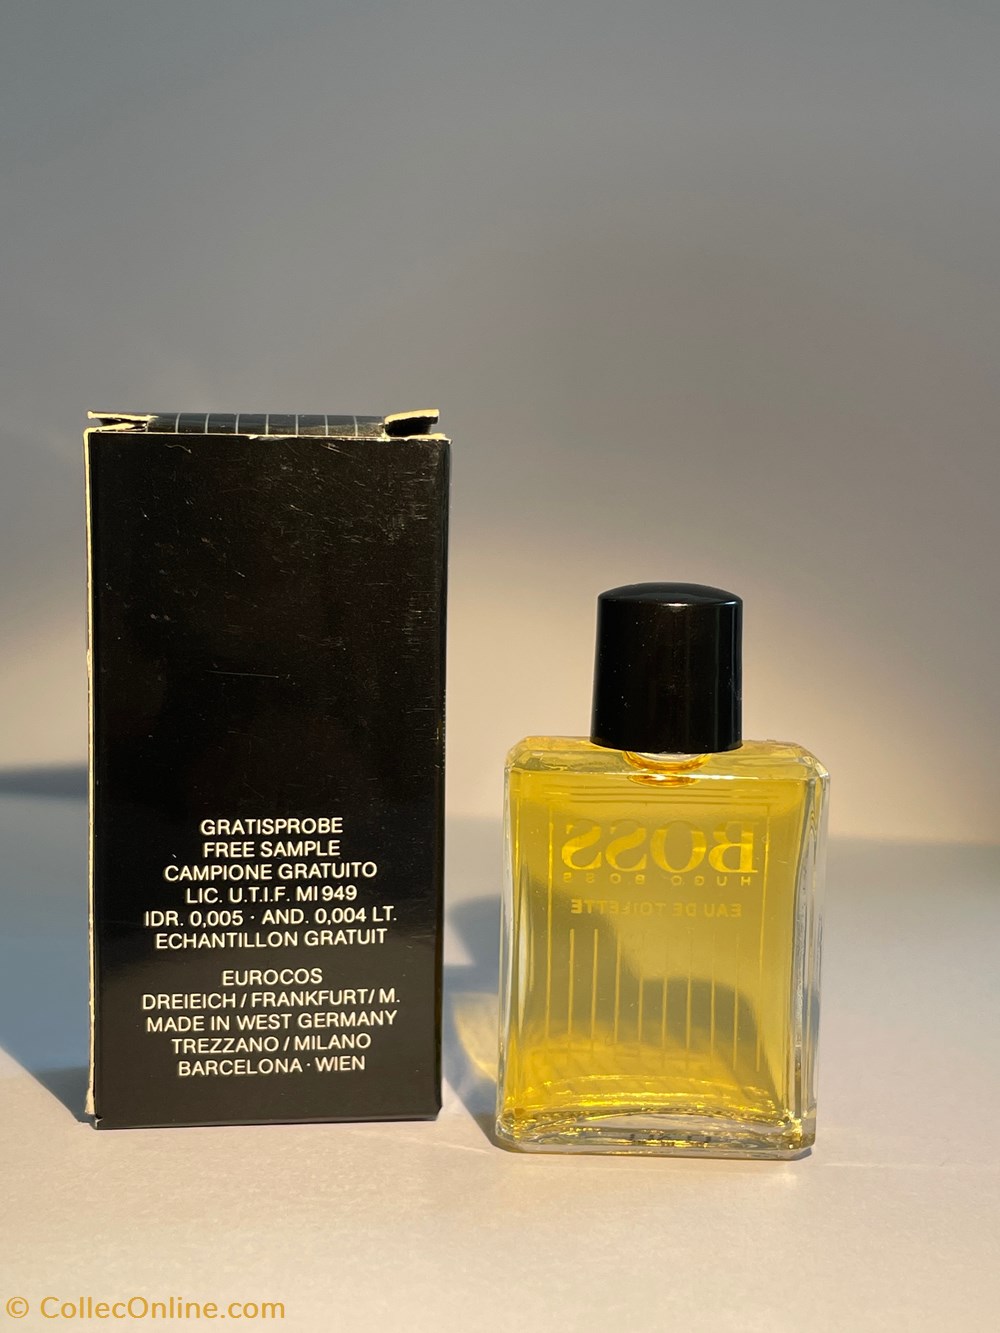 GRATISPROBE
FREE SAMPLE
CAMPIONE GRATUITO
LIC. U.T.I.F. MI 949
IDR. 0,005 · AND. 0,004 LT.
ECHANTILLON GRATUIT
EUROCOS
DREIEICH / FRANKFURT / M.
MADE IN WEST GERMANY
TREZZANO / MILANO
BARCELONA · WIEN
BOSS
HUGO BOSS
EAU DE TOILETTE
© CollecOnline.com